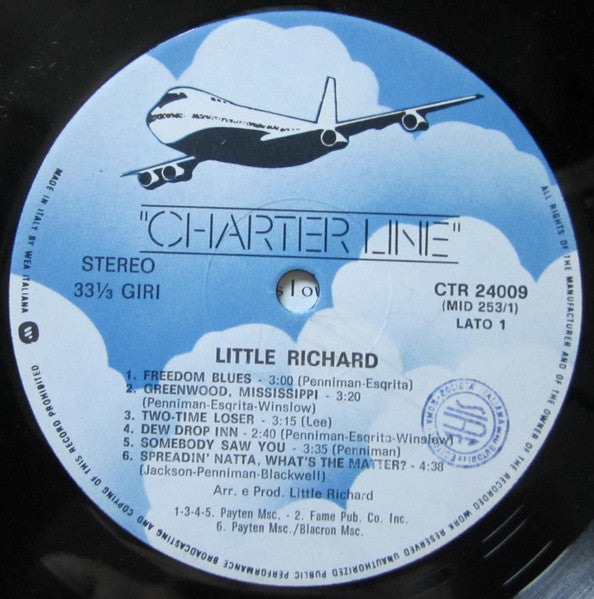 "CHARTER LINE"
STEREO
33⅓ GIRI
CTR 24009
(MID 253/1)
LATO 1
LITTLE RICHARD
1. FREEDOM BLUES - 3:00 (Penniman-Esqrita)
2. GREENWOOD, MISSISSIPPI - 3:20
(Penniman-Esqrita-Winslow)
3. TWO-TIME LOSER - 3:15 (Lee)
4. DEW DROP INN - 2:40 (Penniman-Esqrita-Winslow)
5. SOMEBODY SAW YOU - 3:35 (Penniman)
6. SPREADIN' NATTA, WHAT'S THE MATTER? - 4:38
(Jackson-Penniman-Blackwell)
Arr. e Prod. Little Richard
1-3-4-5. Payten Msc. - 2. Fame Pub. Co. Inc.
6. Payten Msc./Blacron Msc.
MADE IN ITALY BY WEA ITALIANA
ALL RIGHTS OF THE MANUFACTURER AND OF THE OWNER OF THE RECORDED WORK RESERVED UNAUTHORIZED PUBLIC PERFORMANCE BROADCASTING AND COPYING OF THIS RECORD PROHIBITED
SIAE